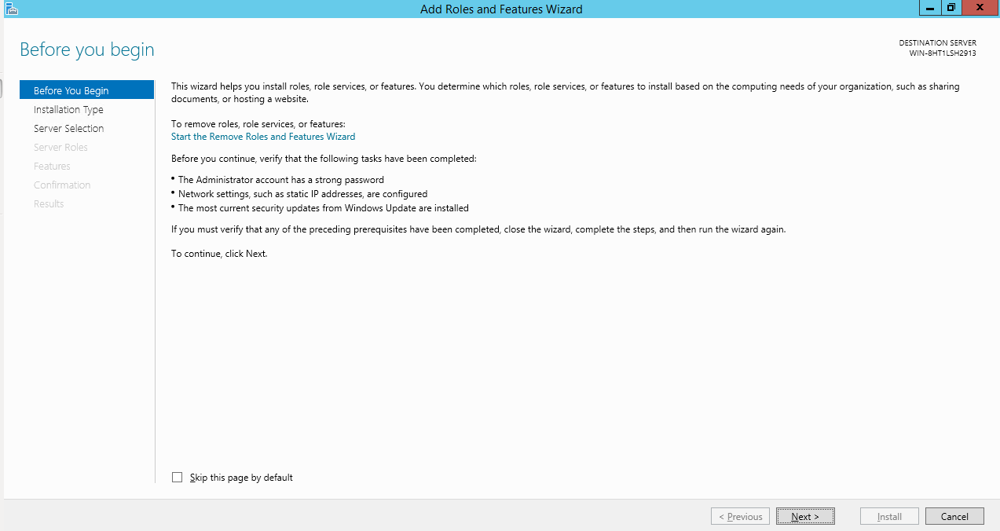 Add Roles and Features Wizard
Before you begin
DESTINATION SERVER
WIN-8HT1LSH2913
Before You Begin
Installation Type
Server Selection
Server Roles
Features
Confirmation
Results
This wizard helps you install roles, role services, or features. You determine which roles, role services, or features to install based on the computing needs of your organization, such as sharing
documents, or hosting a website.
To remove roles, role services, or features:
Start the Remove Roles and Features Wizard
Before you continue, verify that the following tasks have been completed:
• The Administrator account has a strong password
• Network settings, such as static IP addresses, are configured
• The most current security updates from Windows Update are installed
If you must verify that any of the preceding prerequisites have been completed, close the wizard, complete the steps, and then run the wizard again.
To continue, click Next.
Skip this page by default
< Previous
Next >
Install
Cancel